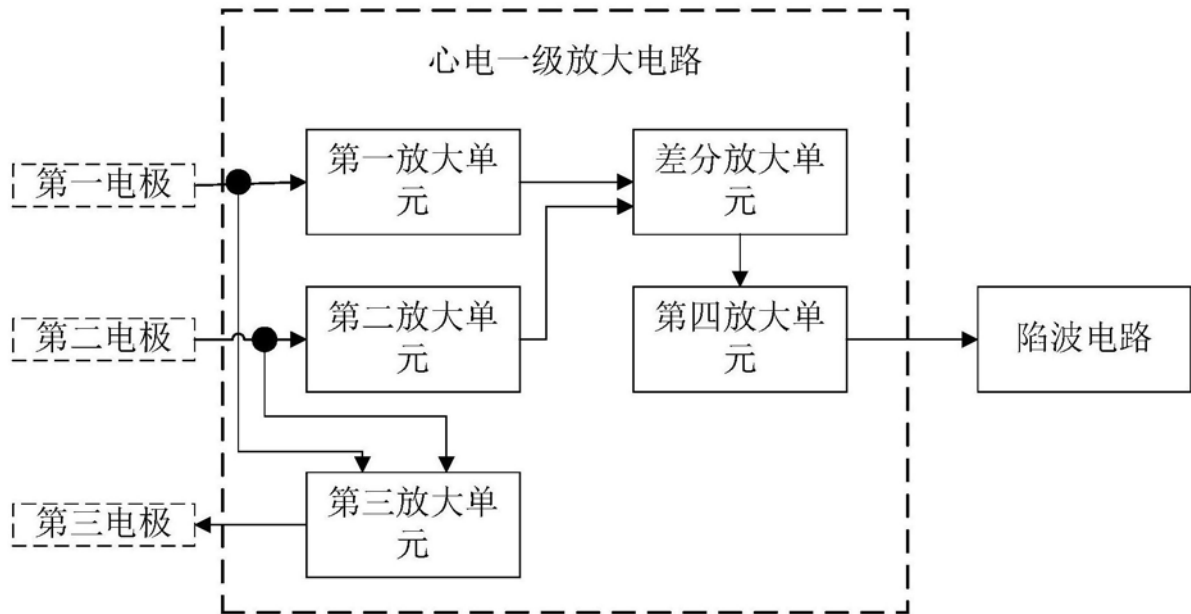 心电一级放大电路
第一电极
第一放大单
元
差分放大单
元
第二电极
第二放大单
元
第四放大单
元
陷波电路
第三电极
第三放大单
元